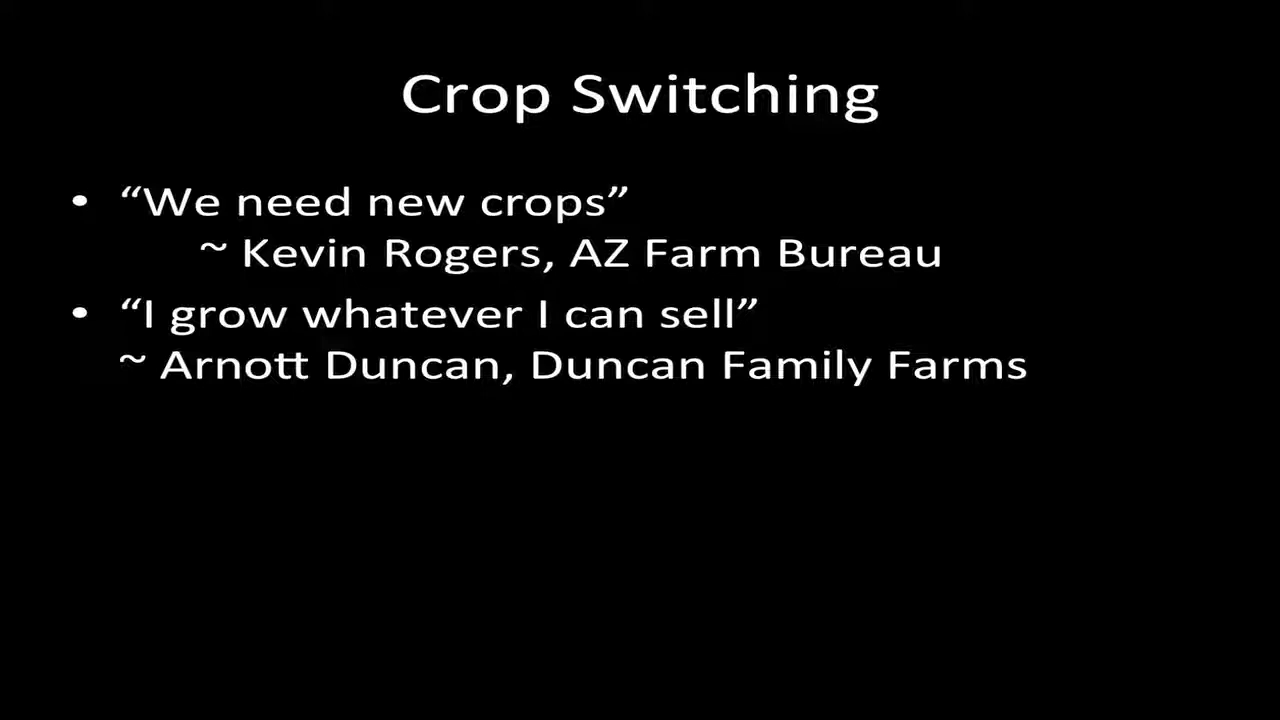 Crop Switching
• “We need new crops”
~ Kevin Rogers, AZ Farm Bureau
• “I grow whatever I can sell”
~ Arnott Duncan, Duncan Family Farms